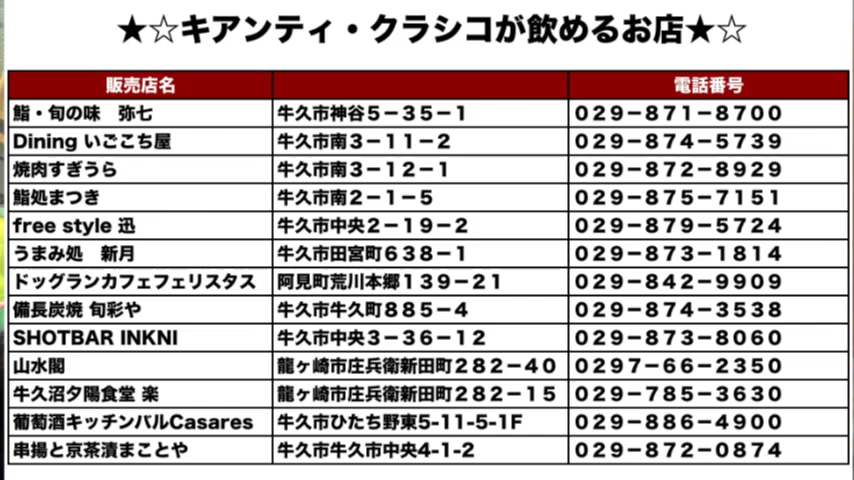 ★☆キアンティ・クラシコが飲めるお店★☆
販売店名 電話番号
鮨・旬の味　弥七 牛久市神谷５－３５－１ ０２９－８７１－８７００
Dining いごこち屋 牛久市南３－１１－２ ０２９－８７４－５７３９
焼肉すぎうら 牛久市南３－１２－１ ０２９－８７２－８９２９
鮨処まつき 牛久市南２－１－５ ０２９－８７５－７１５１
free style 迅 牛久市中央２－１９－２ ０２９－８７９－５７２４
うまみ処　新月 牛久市田宮町６３８－１ ０２９－８７３－１８１４
ドッグランカフェフェリスタス 阿見町荒川本郷１３９－２１ ０２９－８４２－９９０９
備長炭焼 旬彩や 牛久市牛久町８８５－４ ０２９－８７４－３５３８
SHOTBAR INKNI 牛久市中央３－３６－１２ ０２９－８７３－８０６０
山水閣 龍ヶ崎市庄兵衛新田町２８２－４０ ０２９７－６６－２３５０
牛久沼夕陽食堂 楽 龍ヶ崎市庄兵衛新田町２８２－１５ ０２９－７８５－３６３０
葡萄酒キッチンバルCasares 牛久市ひたち野東5-11-5-1F ０２９－８８６－４９００
串揚と京茶漬まことや 牛久市牛久市中央4-1-2 ０２９－８７２－０８７４